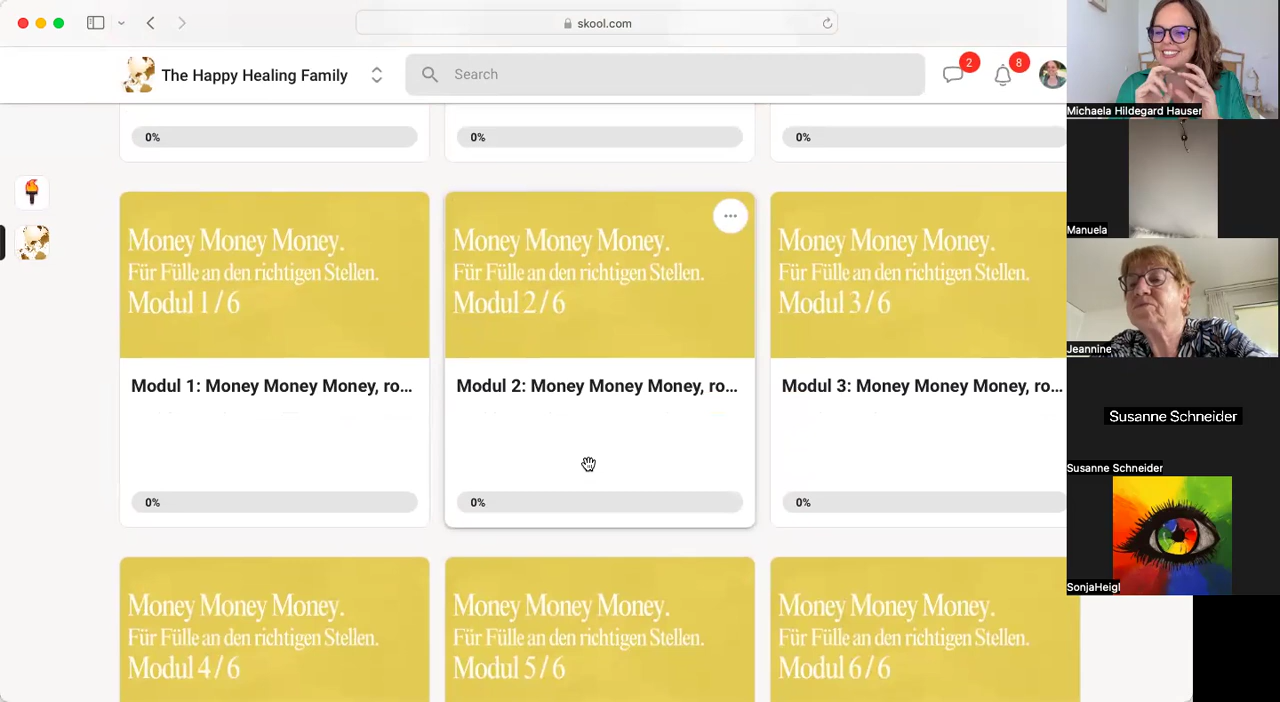 skool.com
The Happy Healing Family
Search
2
8
0%
0%
0%
Money Money Money.
Für Fülle an den richtigen Stellen.
Modul 1/6
Money Money Money.
Für Fülle an den richtigen Stellen.
Modul 2/6
Money Money Money.
Für Fülle an den richtigen Stellen.
Modul 3/6
Modul 1: Money Money Money, ro...
Modul 2: Money Money Money, ro...
Modul 3: Money Money Money, ro...
0%
0%
0%
Money Money Money.
Für Fülle an den richtigen Stellen.
Modul 4/6
Money Money Money.
Für Fülle an den richtigen Stellen.
Modul 5/6
Money Money Money.
Für Fülle an den richtigen Stellen.
Modul 6/6
Michaela Hildegard Hauser
Manuela
Jeannine
Susanne Schneider
Susanne Schneider
SonjaHeigl